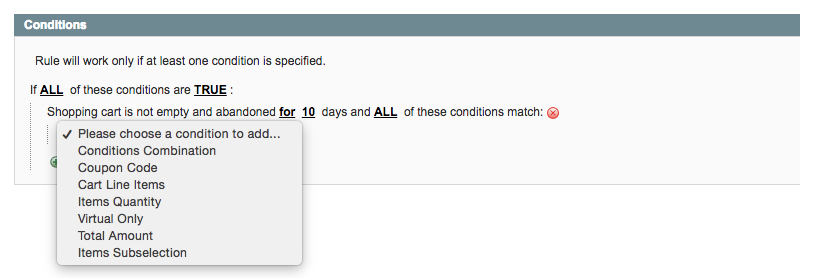 Conditions
Rule will work only if at least one condition is specified.
If ALL of these conditions are TRUE :
Shopping cart is not empty and abandoned for 10 days and ALL of these conditions match:
Please choose a condition to add...
Conditions Combination
Coupon Code
Cart Line Items
Items Quantity
Virtual Only
Total Amount
Items Subselection